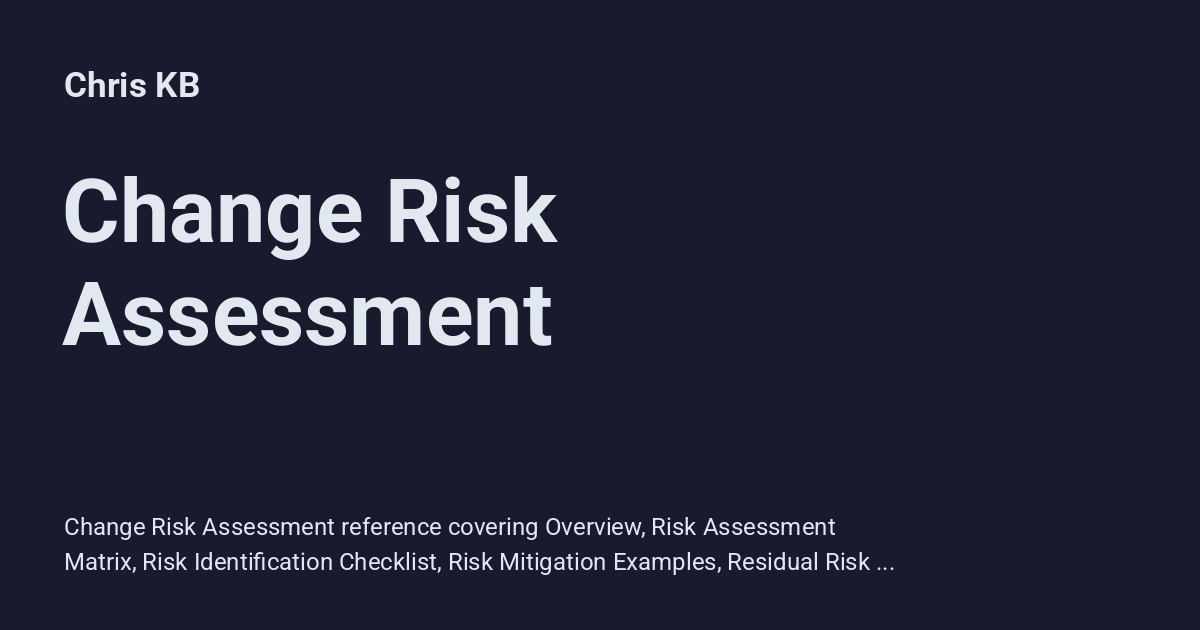 Chris KB
Change Risk
Assessment
Change Risk Assessment reference covering Overview, Risk Assessment
Matrix, Risk Identification Checklist, Risk Mitigation Examples, Residual Risk ...